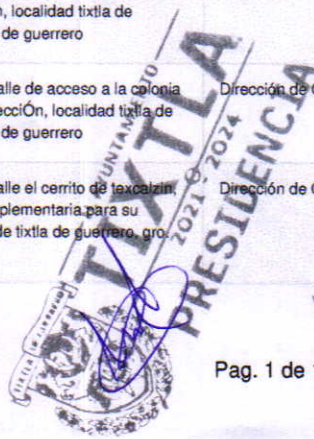 n, localidad tixtla de
de guerrero
alle de acceso a la colonia
Dirección de
ecciÓn, localidad tixtla de
de guerrero
alle el cerrito de texcalzin,
Dirección de
plementaria para su
de tixtla de guerrero, gro.
AYUNTAMIENTO
TIXTLA
2021 2024
PRESIDENCIA
Pag. 1 de